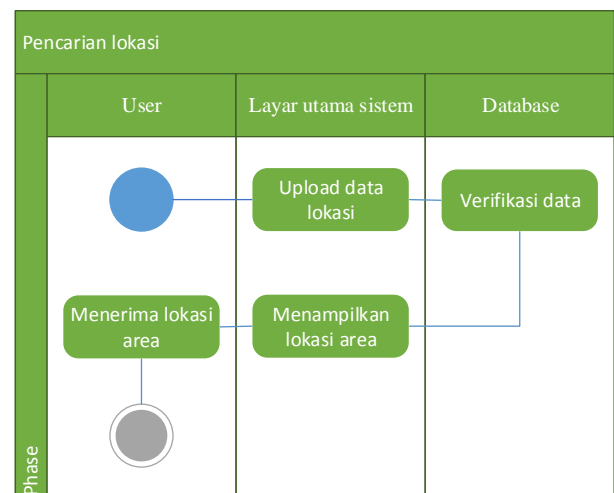 Pencarian lokasi
User
Layar utama sistem
Database
Upload data
lokasi
Verifikasi data
Menerima lokasi
area
Menampilkan
lokasi area
Phase